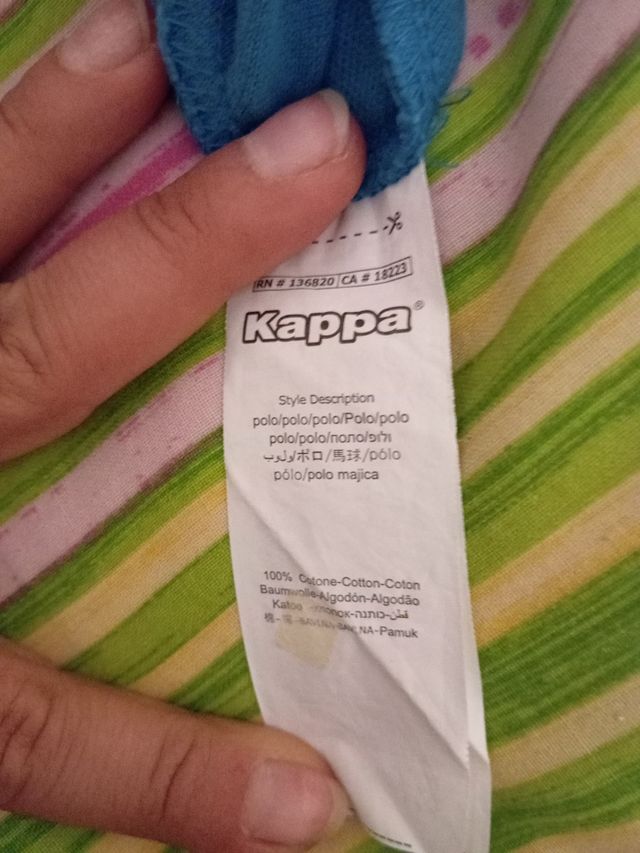 RN # 136820 CA # 18223
Kappa®
Style Description
polo/polo/polo/Polo/polo
polo/polo/поло/פולו
بولو/ポロ/馬球/pólo
pólo/polo majica
100% Cotone-Cotton-Coton
Baumwolle-Algodón-Algodão
קטן-כותנה
-Pamuk